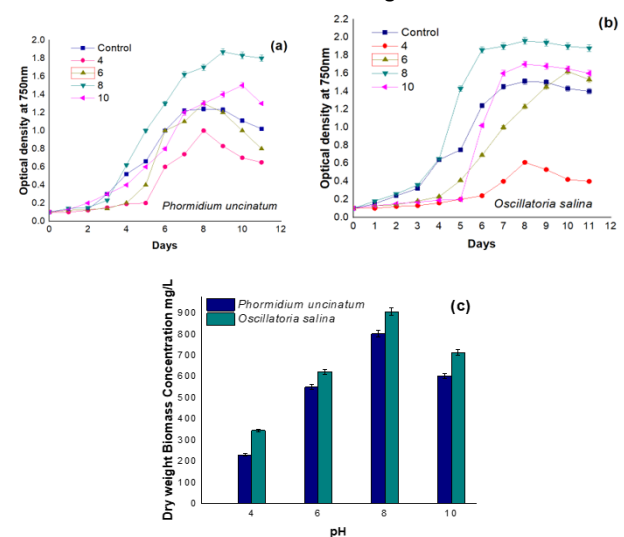 (a)
Control
4
6
8
10
Optical density at 750nm
2.0
1.8
1.6
1.4
1.2
1.0
0.8
0.6
0.4
0.2
0.0
0 2 4 6 8 10 12
Days
Phormidium uncinatum
(b)
Control
4
6
8
10
Optical density at 750nm
2.2
2.0
1.8
1.6
1.4
1.2
1.0
0.8
0.6
0.4
0.2
0.0
0 1 2 3 4 5 6 7 8 9 10 11 12
Days
Oscillatoria salina
(c)
Phormidium uncinatum
Oscillatoria salina
Dry weight Biomass Concentration mg/L
900
800
700
600
500
400
300
200
100
0
4 6 8 10
pH